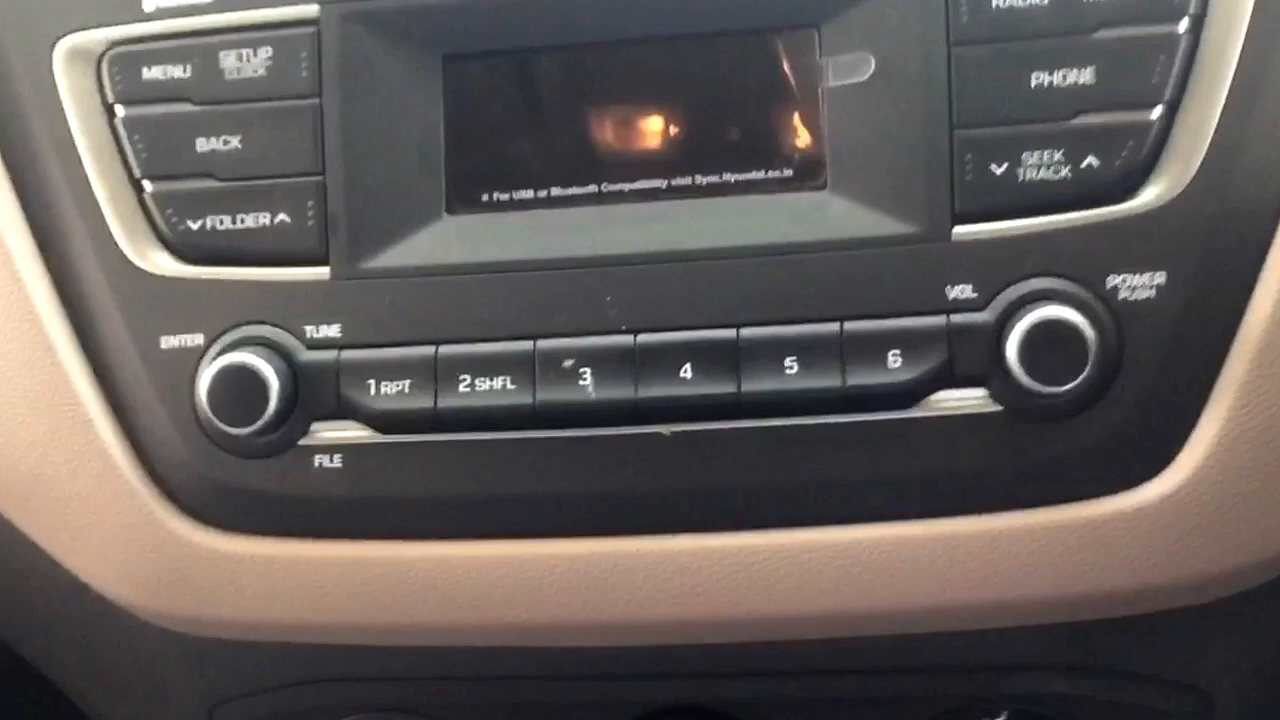 MENU
SETUP
CLOCK
RADIO
BACK
PHONE
FOLDER
SEEK
TRACK
# For USB or Bluetooth Compatibility visit Sync.Hyundai.co.in
VOL
POWER
PUSH
ENTER
TUNE
1 RPT
2 SHFL
3
4
5
6
FILE